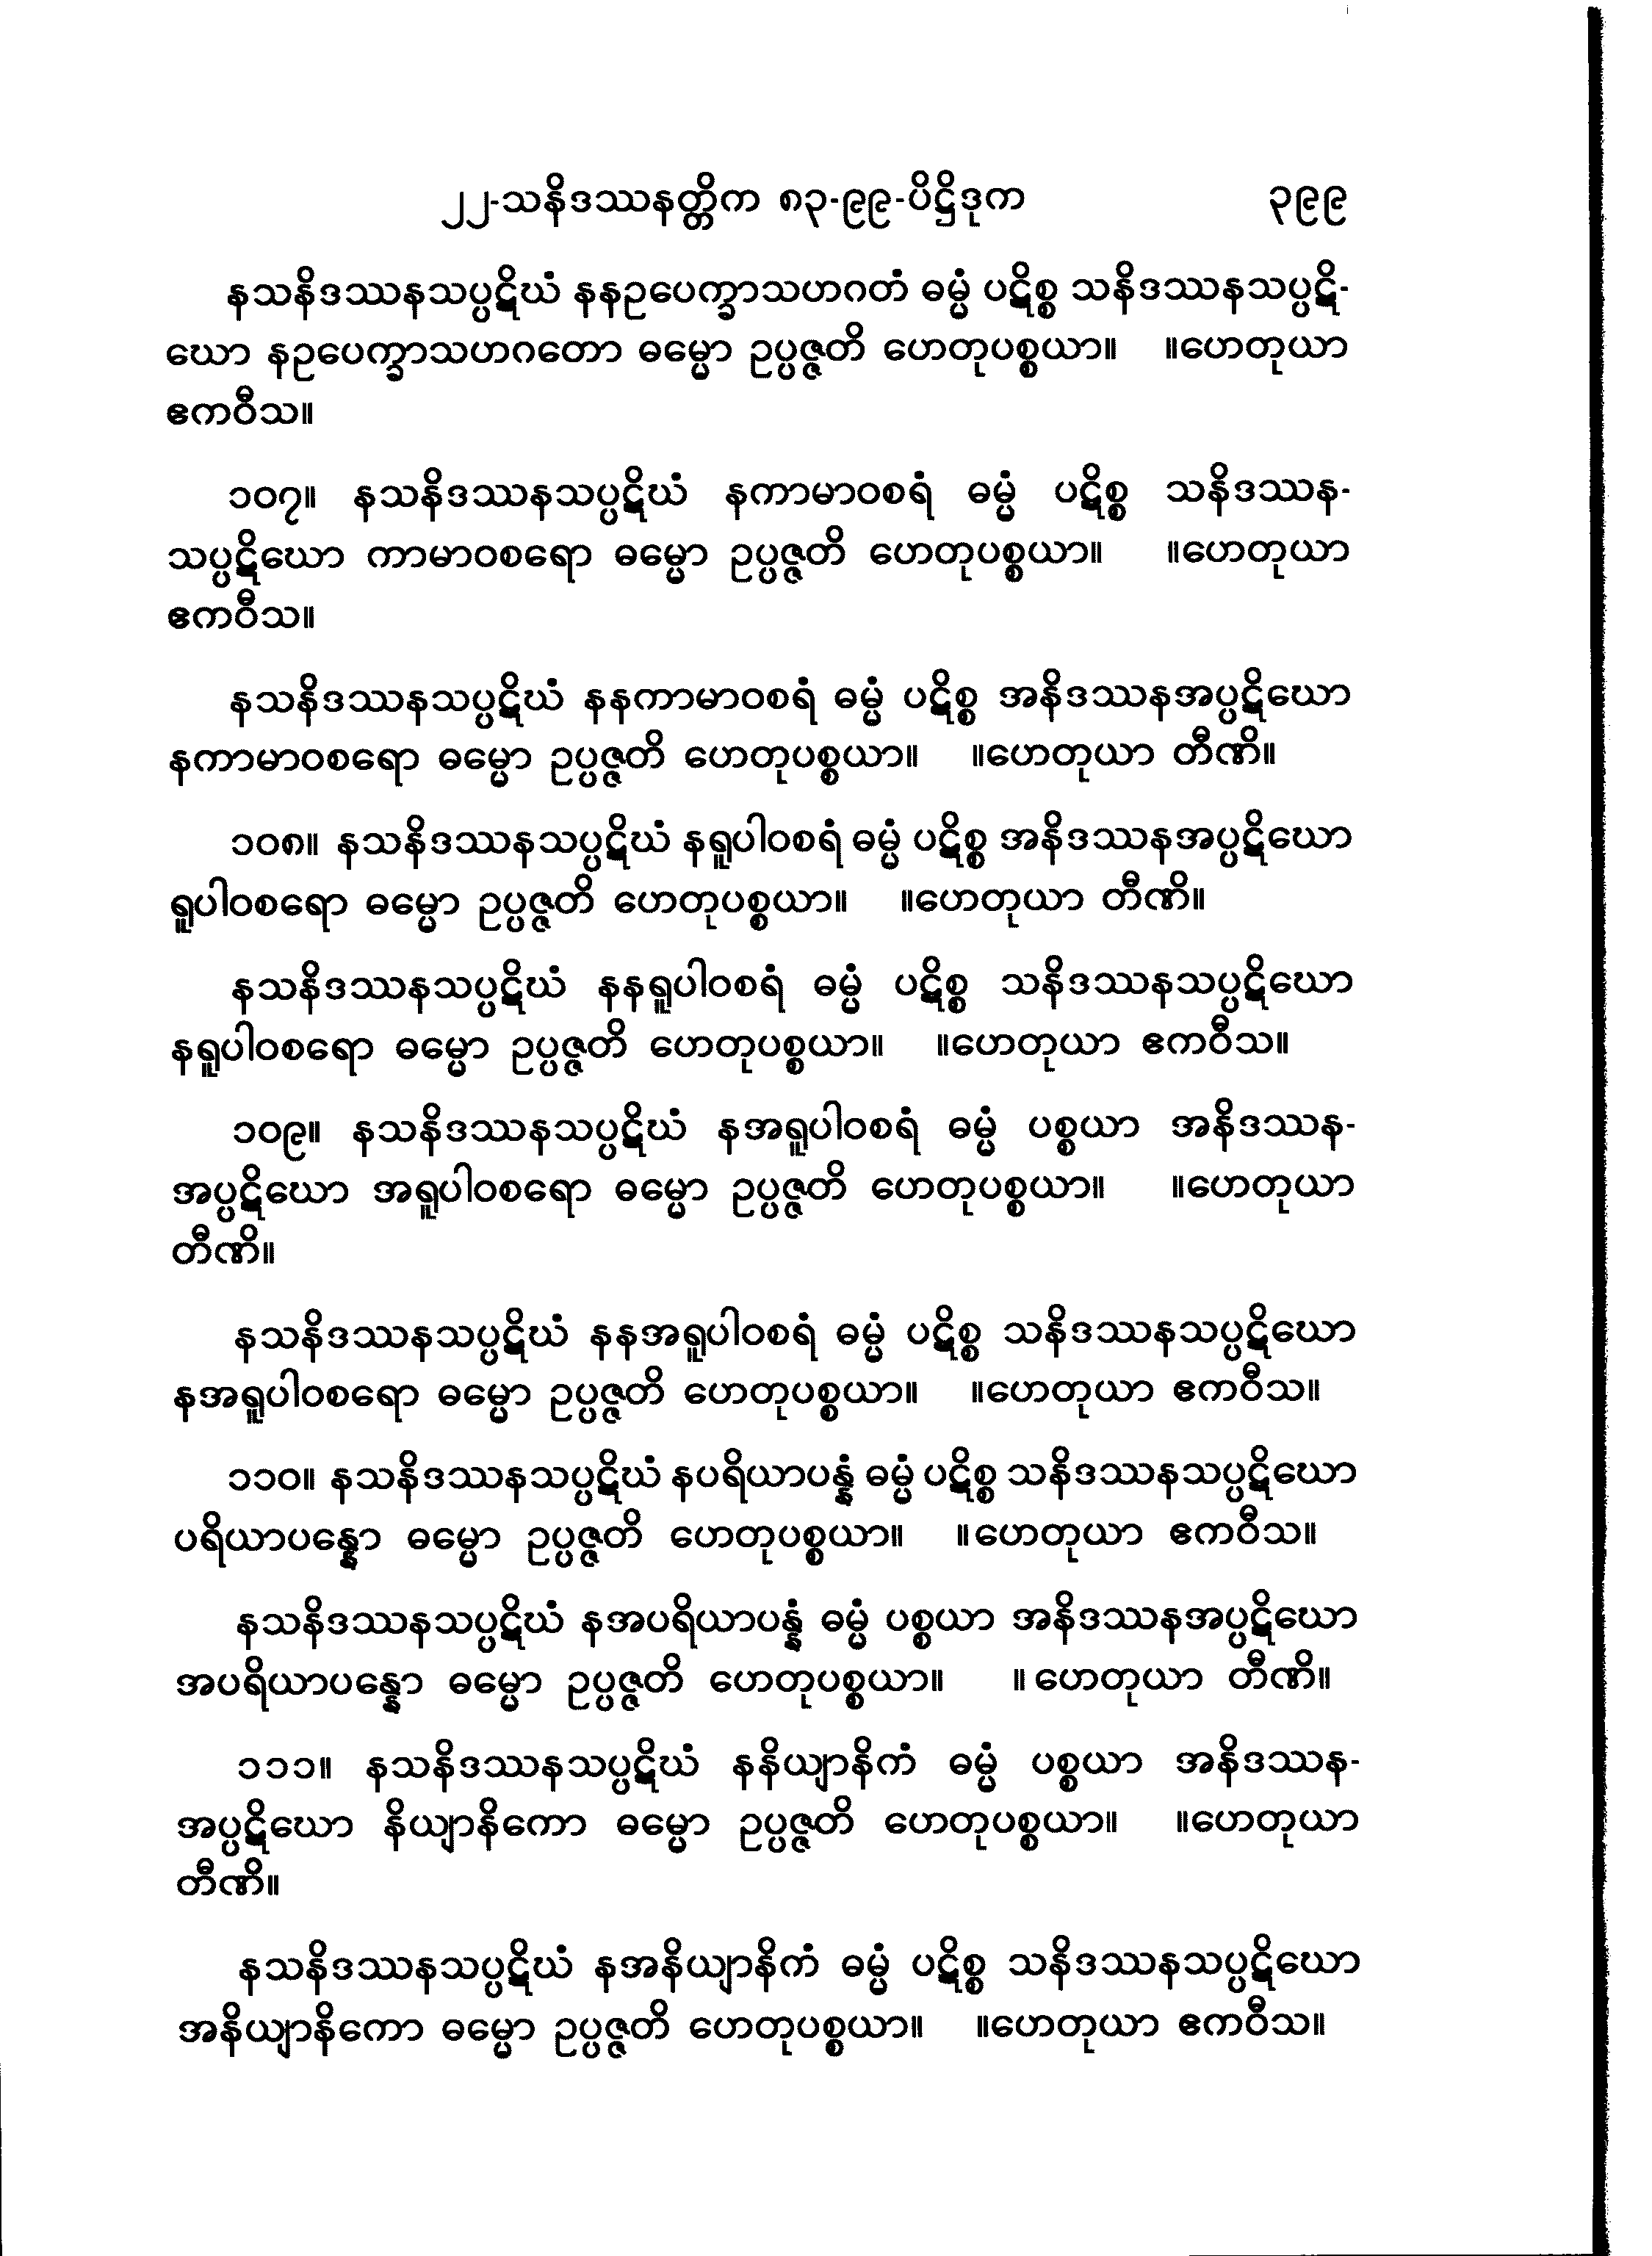 ၂၂-သနိဒဿနတ္တိက ၈၃-၉၉-ပိဋ္ဌိဒုက ၃၉၉
နသနိဒဿနသပ္ပဋိဃံ နနဥပေက္ခာသဟဂတံ ဓမ္မံ ပဋိစ္စ သနိဒဿနသပ္ပဋိ-
ဃော နဥပေက္ခာသဟဂတော ဓမ္မော ဥပ္ပဇ္ဇတိ ဟေတုပစ္စယာ။ ။ဟေတုယာ
ဧကဝီသ။
၁၀၇။ နသနိဒဿနသပ္ပဋိဃံ နကာမာဝစရံ ဓမ္မံ ပဋိစ္စ သနိဒဿန-
သပ္ပဋိဃော ကာမာဝစရော ဓမ္မော ဥပ္ပဇ္ဇတိ ဟေတုပစ္စယာ။ ။ဟေတုယာ
ဧကဝီသ။
နသနိဒဿနသပ္ပဋိဃံ နနကာမာဝစရံ ဓမ္မံ ပဋိစ္စ အနိဒဿနအပ္ပဋိဃော
နကာမာဝစရော ဓမ္မော ဥပ္ပဇ္ဇတိ ဟေတုပစ္စယာ။ ။ဟေတုယာ တီဏိ။
၁၀၈။ နသနိဒဿနသပ္ပဋိဃံ နရူပါဝစရံ ဓမ္မံ ပဋိစ္စ အနိဒဿနအပ္ပဋိဃော
ရူပါဝစရော ဓမ္မော ဥပ္ပဇ္ဇတိ ဟေတုပစ္စယာ။ ။ဟေတုယာ တီဏိ။
နသနိဒဿနသပ္ပဋိဃံ နနရူပါဝစရံ ဓမ္မံ ပဋိစ္စ သနိဒဿနသပ္ပဋိဃော
နရူပါဝစရော ဓမ္မော ဥပ္ပဇ္ဇတိ ဟေတုပစ္စယာ။ ။ဟေတုယာ ဧကဝီသ။
၁၀၉။ နသနိဒဿနသပ္ပဋိဃံ နအရူပါဝစရံ ဓမ္မံ ပစ္စယာ အနိဒဿန-
အပ္ပဋိဃော အရူပါဝစရော ဓမ္မော ဥပ္ပဇ္ဇတိ ဟေတုပစ္စယာ။ ။ဟေတုယာ
တီဏိ။
နသနိဒဿနသပ္ပဋိဃံ နနအရူပါဝစရံ ဓမ္မံ ပဋိစ္စ သနိဒဿနသပ္ပဋိဃော
နအရူပါဝစရော ဓမ္မော ဥပ္ပဇ္ဇတိ ဟေတုပစ္စယာ။ ။ဟေတုယာ ဧကဝီသ။
၁၁၀။ နသနိဒဿနသပ္ပဋိဃံ နပရိယာပန္နံ ဓမ္မံ ပဋိစ္စ သနိဒဿနသပ္ပဋိဃော
ပရိယာပန္နော ဓမ္မော ဥပ္ပဇ္ဇတိ ဟေတုပစ္စယာ။ ။ဟေတုယာ ဧကဝီသ။
နသနိဒဿနသပ္ပဋိဃံ နအပရိယာပန္နံ ဓမ္မံ ပစ္စယာ အနိဒဿနအပ္ပဋိဃော
အပရိယာပန္နော ဓမ္မော ဥပ္ပဇ္ဇတိ ဟေတုပစ္စယာ။ ။ဟေတုယာ တီဏိ။
၁၁၁။ နသနိဒဿနသပ္ပဋိဃံ နနိယျာနိကံ ဓမ္မံ ပစ္စယာ အနိဒဿန-
အပ္ပဋိဃော နိယျာနိကော ဓမ္မော ဥပ္ပဇ္ဇတိ ဟေတုပစ္စယာ။ ။ဟေတုယာ
တီဏိ။
နသနိဒဿနသပ္ပဋိဃံ နအနိယျာနိကံ ဓမ္မံ ပဋိစ္စ သနိဒဿနသပ္ပဋိဃော
အနိယျာနိကော ဓမ္မော ဥပ္ပဇ္ဇတိ ဟေတုပစ္စယာ။ ။ဟေတုယာ ဧကဝီသ။